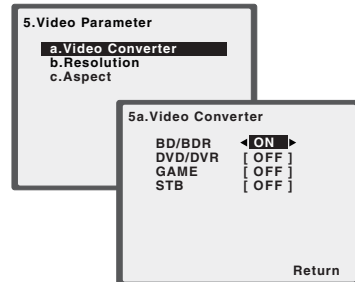 5.Video Parameter
a.Video Converter
b.Resolution
c.Aspect
5a.Video Converter
BD/BDR ◄ ON ►
DVD/DVR [ OFF ]
GAME [ OFF ]
STB [ OFF ]
Return